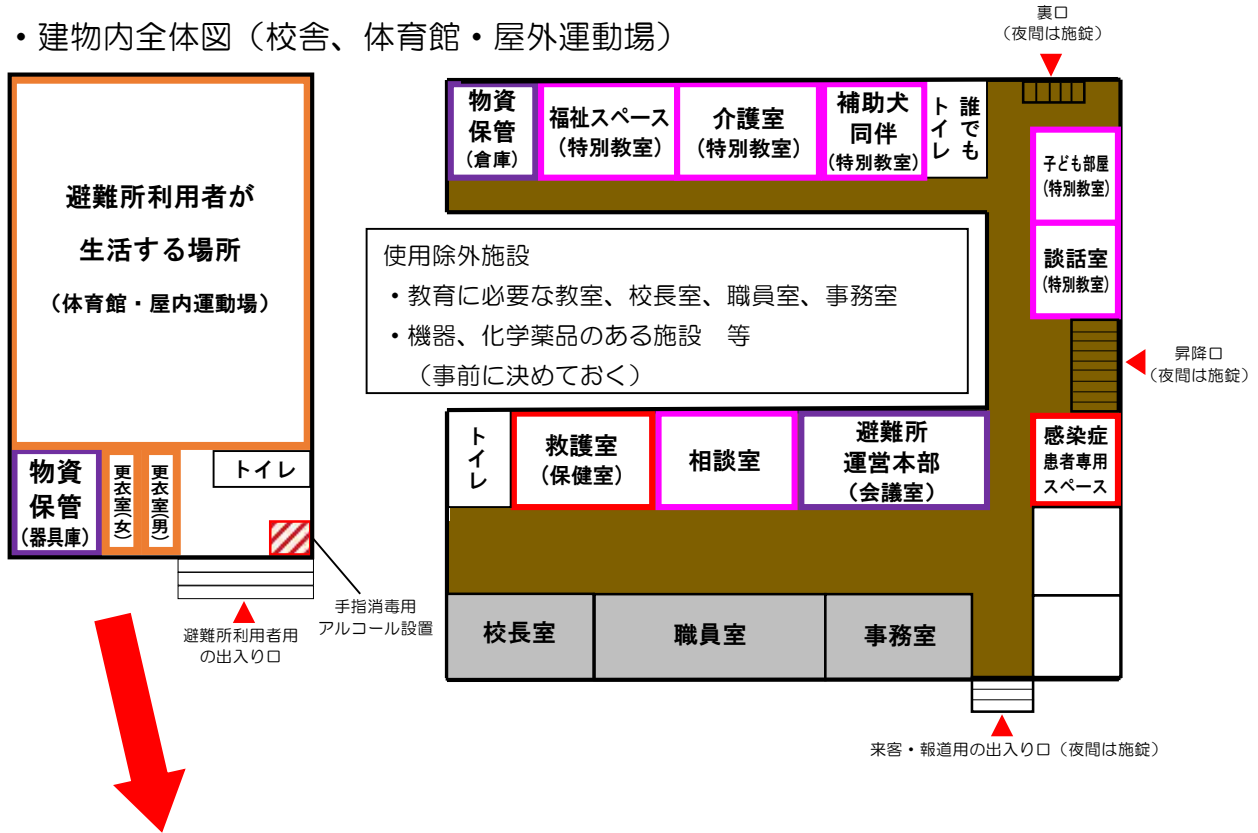 ・建物内全体図（校舎、体育館・屋外運動場）
裏口
（夜間は施錠）
避難所利用者が
生活する場所
（体育館・屋内運動場）
物資
保管
（器具庫）
更衣室（女）
更衣室（男）
トイレ
手指消毒用
アルコール設置
避難所利用者用
の出入り口
物資
保管
（倉庫）
福祉スペース
（特別教室）
介護室
（特別教室）
補助犬
同伴
（特別教室）
誰でも
トイレ
子ども部屋
（特別教室）
談話室
（特別教室）
使用除外施設
・教育に必要な教室、校長室、職員室、事務室
・機器、化学薬品のある施設　等
（事前に決めておく）
昇降口
（夜間は施錠）
トイレ
救護室
（保健室）
相談室
避難所
運営本部
（会議室）
感染症
患者専用
スペース
校長室
職員室
事務室
来客・報道用の出入り口（夜間は施錠）